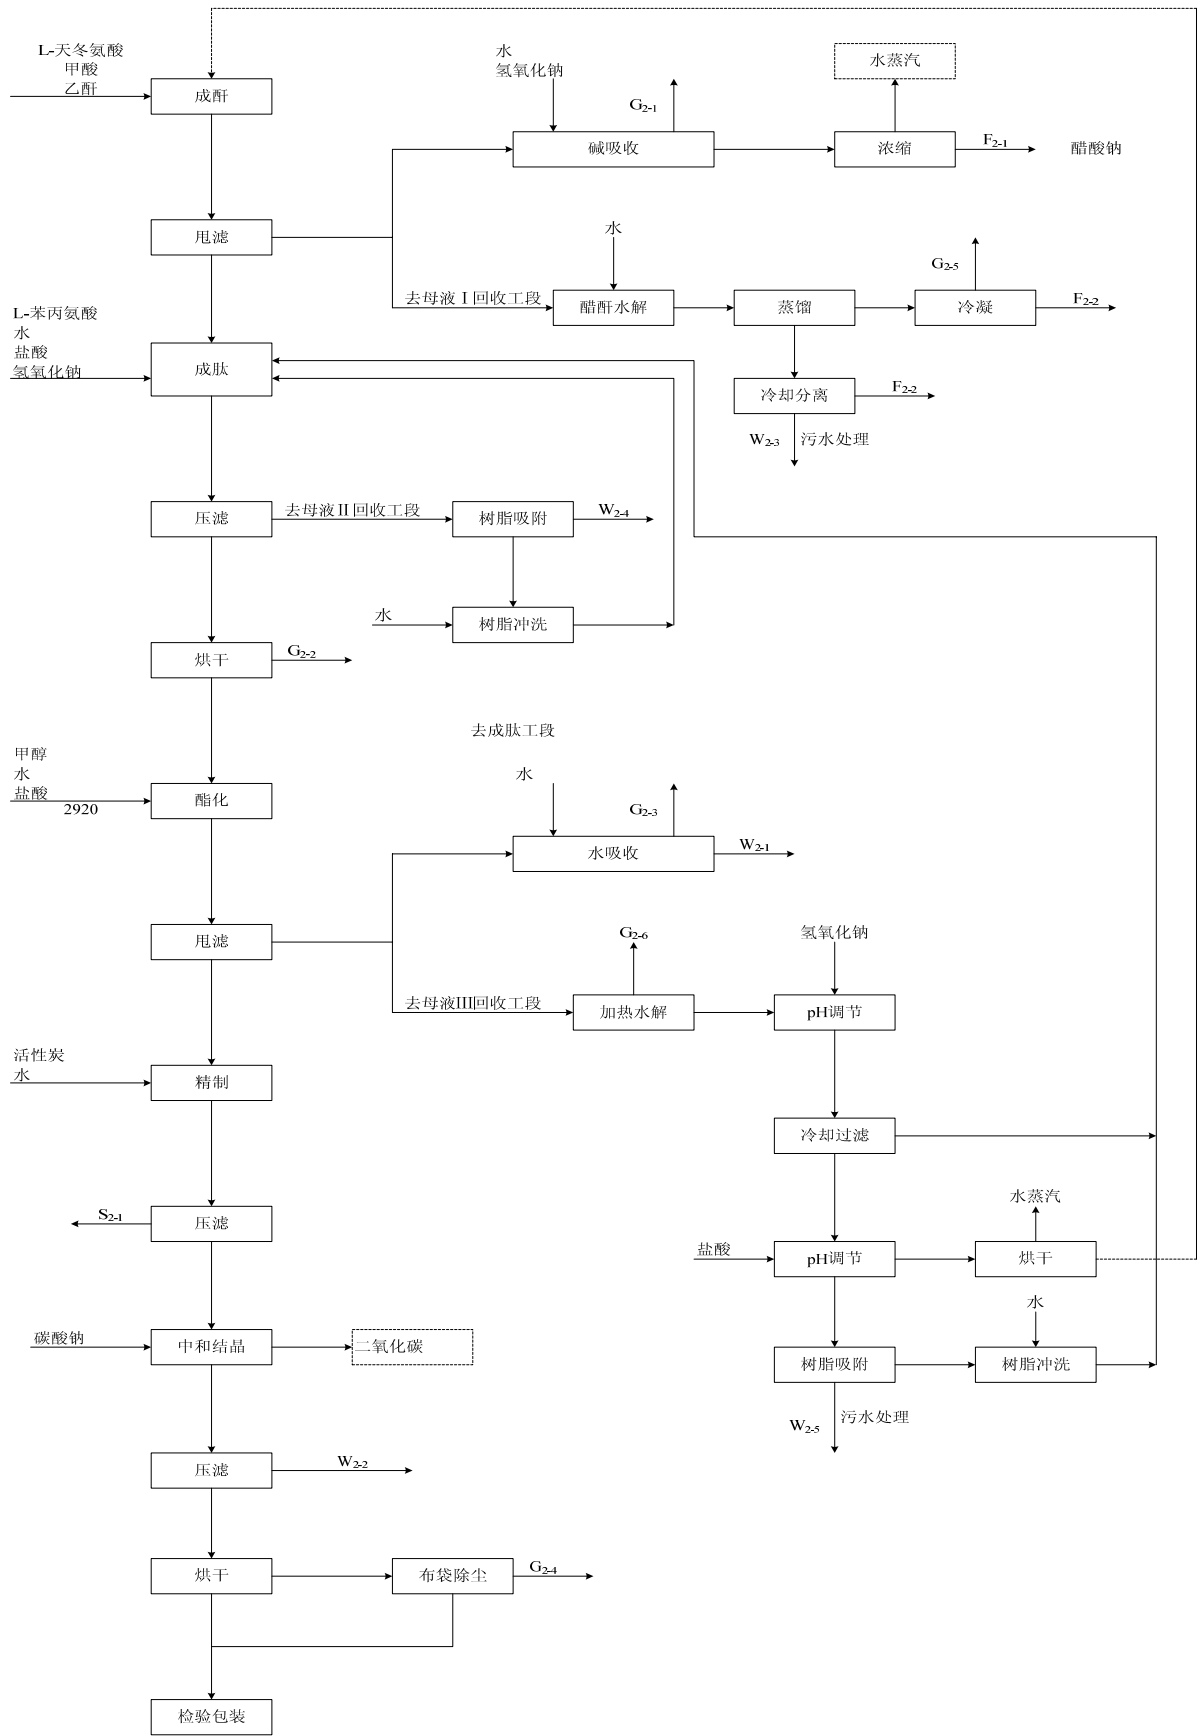 L-天冬氨酸
甲酸
乙酐
成酐
水
氢氧化钠
G2-1
碱吸收
水蒸汽
浓缩
F2-1
醋酸钠
甩滤
去母液Ⅰ回收工段
水
醋酐水解
蒸馏
G2-5
冷凝
F2-2
L-苯丙氨酸
水
盐酸
氢氧化钠
成肽
冷却分离
F2-2
W2-3
污水处理
压滤
去母液II回收工段
树脂吸附
W2-4
水
树脂冲洗
烘干
G2-2
去成肽工段
甲醇
水
盐酸
2920
酯化
水
G2-3
水吸收
W2-1
甩滤
去母液III回收工段
G2-6
加热水解
氢氧化钠
pH调节
活性炭
水
精制
冷却过滤
S2-1
压滤
盐酸
pH调节
水蒸汽
烘干
碳酸钠
中和结晶
二氧化碳
树脂吸附
水
树脂冲洗
W2-5
污水处理
压滤
W2-2
烘干
布袋除尘
G2-4
检验包装